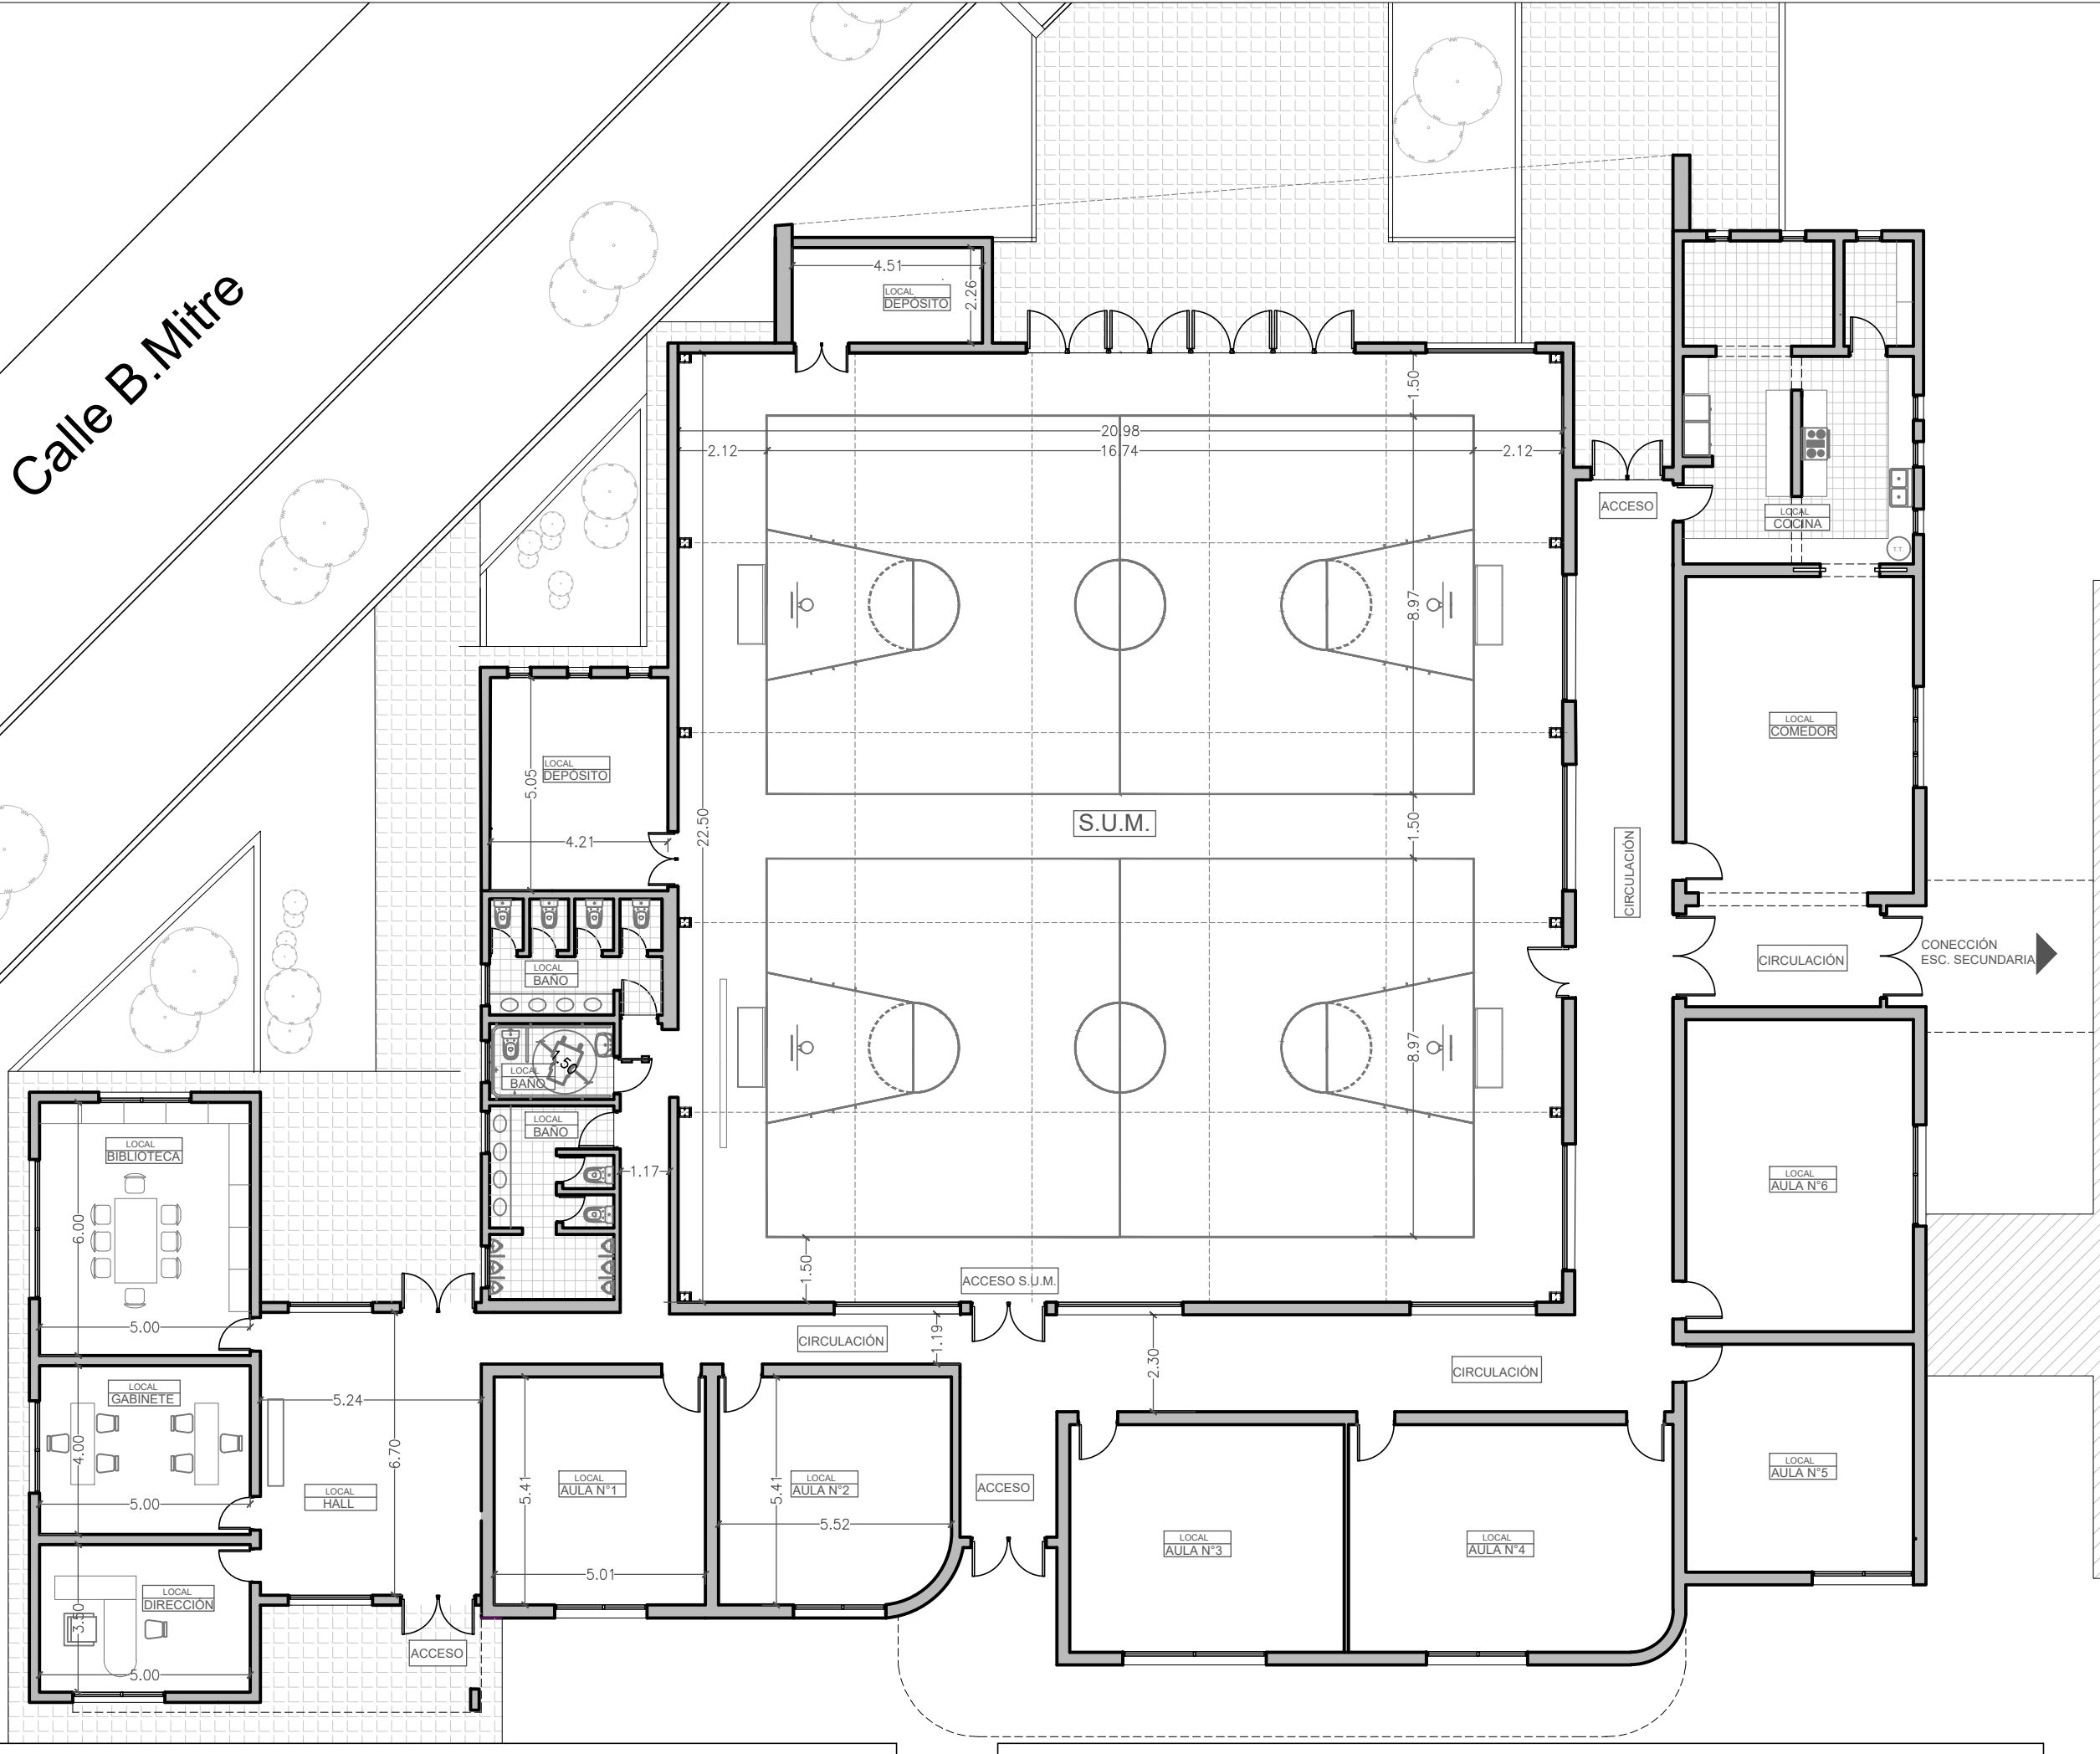 Calle B.Mitre
4.51
LOCAL
DEPÓSITO
2.26
1.50
20.98
2.12
16.74
2.12
ACCESO
LOCAL
COCINA
T.T.
8.97
LOCAL
COMEDOR
LOCAL
DEPÓSITO
5.05
4.21
22.50
S.U.M.
1.50
CIRCULACIÓN
CIRCULACIÓN
CONECCIÓN
ESC. SECUNDARIA
LOCAL
BAÑO
1.50
LOCAL
BAÑO
8.97
LOCAL
BAÑO
1.17
LOCAL
BIBLIOTECA
6.00
5.00
LOCAL
AULA N°6
1.50
ACCESO S.U.M.
CIRCULACIÓN
1.19
2.30
CIRCULACIÓN
LOCAL
GABINETE
4.00
5.00
5.24
6.70
LOCAL
HALL
5.41
LOCAL
AULA N°1
5.01
5.41
LOCAL
AULA N°2
5.52
ACCESO
LOCAL
AULA N°3
LOCAL
AULA N°4
LOCAL
AULA N°5
LOCAL
DIRECCIÓN
3.50
5.00
ACCESO